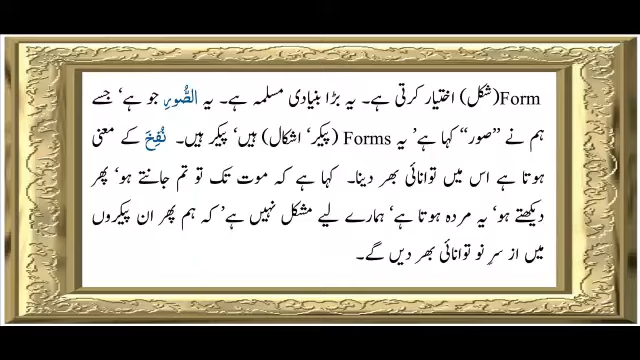 Form(شکل) اختیار کرتی ہے۔ یہ بڑا بنیادی مسلمہ ہے۔ یہ الصُّورِ جو ہے‘ جسے
ہم نے ”صور“ کہا ہے‘ یہ Forms (پیکر‘ اشکال) ہیں‘ پیکر ہیں۔ نُفِخَ کے معنی
ہوتا ہے اس میں توانائی بھر دینا۔ کہا ہے کہ موت تک تو تم جانتے ہو‘ پھر
دیکھتے ہو‘ یہ مردہ ہوتا ہے‘ ہمارے لیے مشکل نہیں ہے‘ کہ ہم پھر ان پیکروں
میں از سرِ نو توانائی بھر دیں گے۔